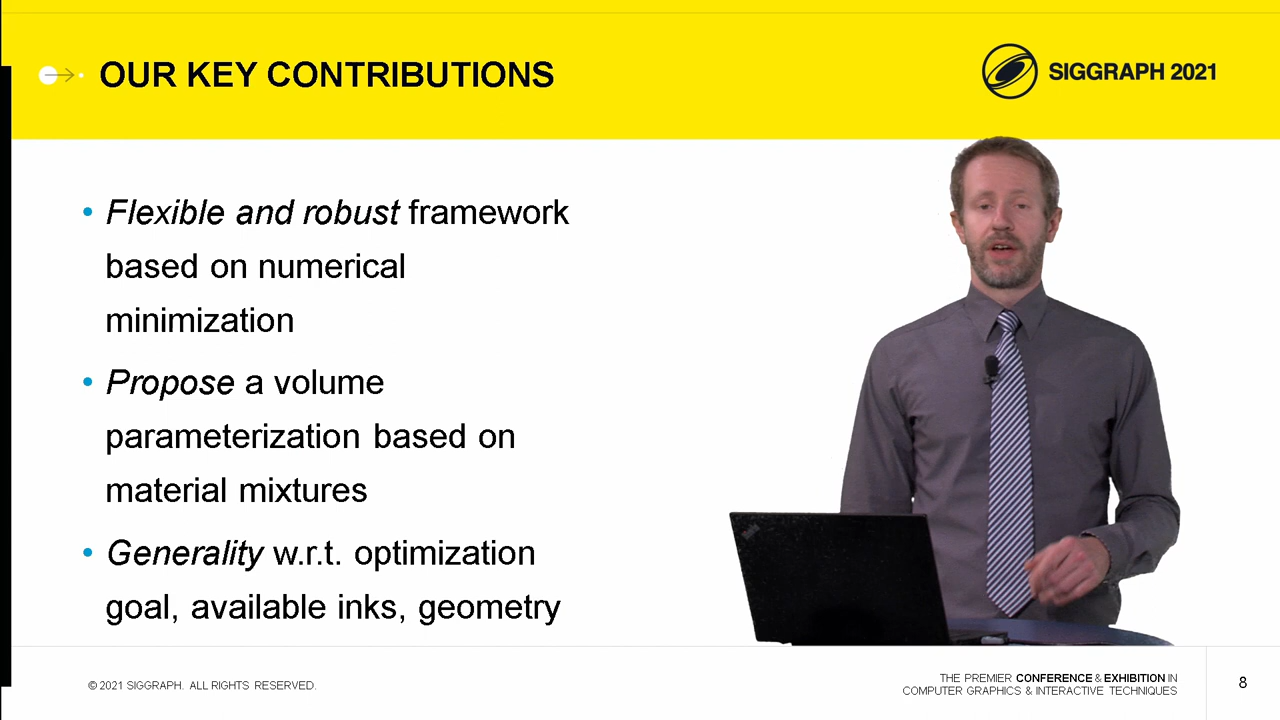 OUR KEY CONTRIBUTIONS
SIGGRAPH 2021
• Flexible and robust framework
based on numerical
minimization
• Propose a volume
parameterization based on
material mixtures
• Generality w.r.t. optimization
goal, available inks, geometry
© 2021 SIGGRAPH. ALL RIGHTS RESERVED.
THE PREMIER CONFERENCE & EXHIBITION IN
COMPUTER GRAPHICS & INTERACTIVE TECHNIQUES
8